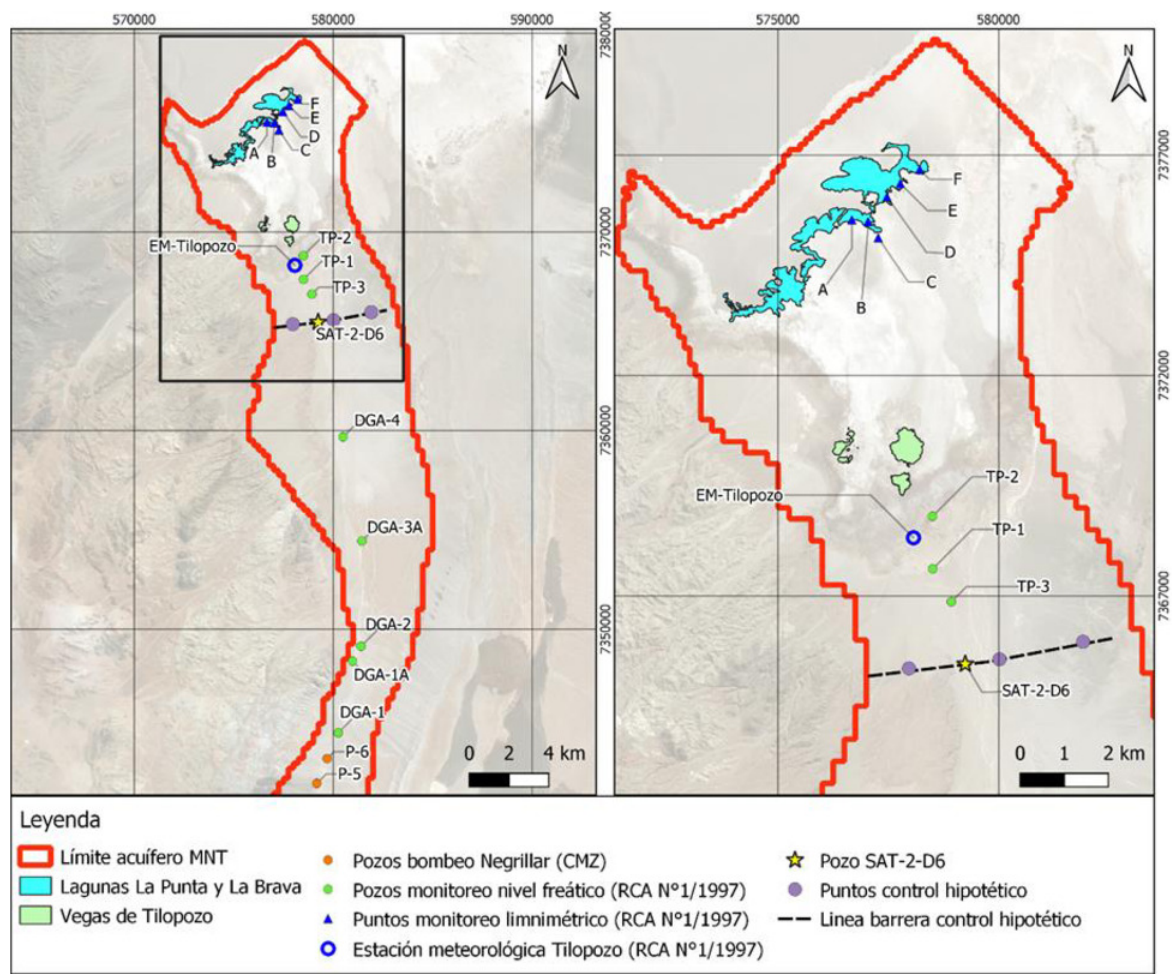 570000 580000 590000
575000 580000
7380000
7370000
7360000
7350000
7377000
7372000
7367000
N
F
E
D
A
B
C
EM-Tilopozo
TP-2
TP-1
TP-3
SAT-2-D6
DGA-4
DGA-3A
DGA-2
DGA-1A
DGA-1
P-6
P-5
0 2 4 km
N
F
E
D
A
B
C
TP-2
EM-Tilopozo
TP-1
TP-3
SAT-2-D6
0 1 2 km
Leyenda
Límite acuífero MNT
Lagunas La Punta y La Brava
Vegas de Tilopozo
Pozos bombeo Negrillar (CMZ)
Pozos monitoreo nivel freático (RCA N°1/1997)
Puntos monitoreo limnimétrico (RCA N°1/1997)
Estación meteorológica Tilopozo (RCA N°1/1997)
Pozo SAT-2-D6
Puntos control hipotético
Linea barrera control hipotético